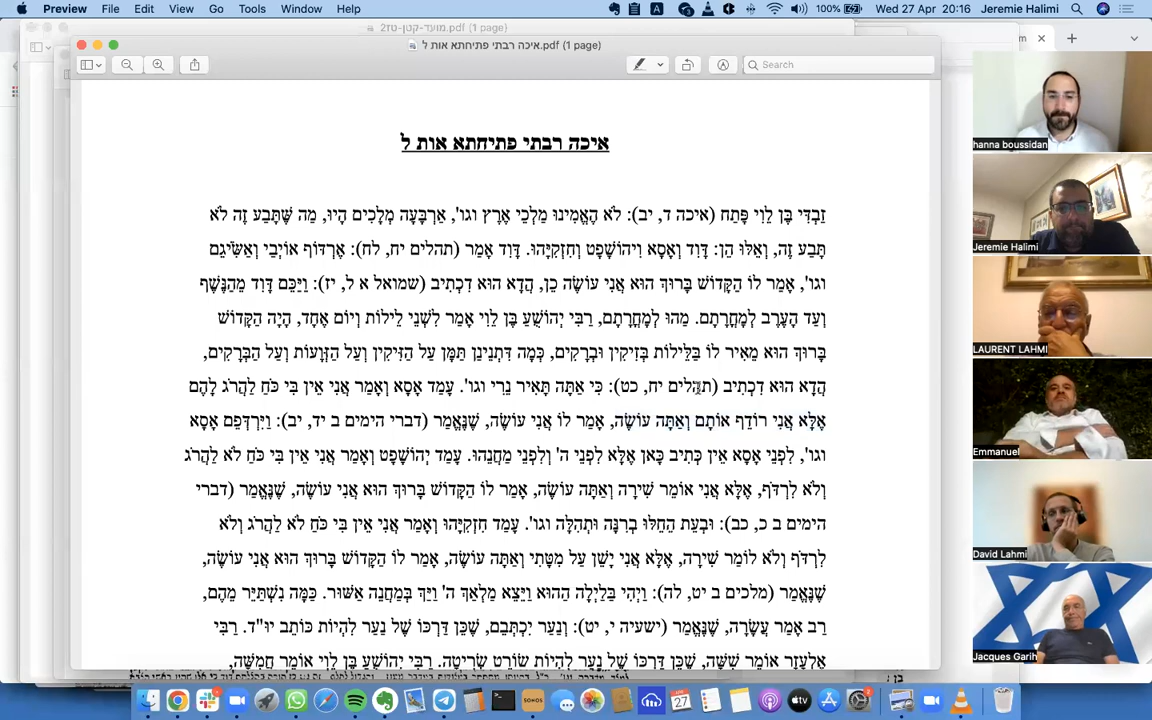 Preview File Edit View Go Tools Window Help
100% Wed 27 Apr 20:16 Jeremie Halimi
מועד-קטן-טז2.pdf (1 page)
איכה רבתי פתיחתא אות ל.pdf (1 page)
Search
איכה רבתי פתיחתא אות ל
זַבְדִּי בֶּן לֵוִי פָּתַח (איכה ד, יב): לֹא הֶאֱמִינוּ מַלְכֵי אֶרֶץ וגו', אַרְבָּעָה מְלָכִים הָיוּ, מַה שֶּׁתָּבַע זֶה לֹא
תָּבַע זֶה, וְאֵלּוּ הֵן: דָּוִד וְאָסָא וִיהוֹשָׁפָט וְחִזְקִיָּהוּ. דָּוִד אָמַר (תהלים יח, לח): אֶרְדּוֹף אוֹיְבַי וְאַשִֹּיגֵם
וגו', אָמַר לוֹ הַקָּדוֹשׁ בָּרוּךְ הוּא אֲנִי עוֹשֶׂה כֵן, הֲדָא הוּא דִכְתִיב (שמואל א ל, יז): וַיַּכֵּם דָּוִד מֵהַנֶּשֶׁף
וְעַד הָעֶרֶב לְמָחֳרָתָם. מַהוּ לְמָחֳרָתָם, רַבִּי יְהוֹשֻׁעַ בֶּן לֵוִי אָמַר לִשְׁנֵי לֵילוֹת וְיוֹם אֶחָד, הָיָה הַקָּדוֹשׁ
בָּרוּךְ הוּא מֵאִיר לוֹ בַּלֵּילוֹת בְּזִיקִין וּבְרָקִים, כְּמָה דִּתְנֵינַן תַּמָּן עַל הַזִּיקִין וְעַל הַזְּוָעוֹת וְעַל הַבְּרָקִים,
הֲדָא הוּא דִכְתִיב (תהלים יח, כט): כִּי אַתָּה תָּאִיר נֵרִי וגו'. עָמַד אָסָא וְאָמַר אֲנִי אֵין בִּי כֹּחַ לַהֲרֹג לָהֶם
אֶלָּא אֲנִי רוֹדֵף אוֹתָם וְאַתָּה עוֹשֶׂה, אָמַר לוֹ אֲנִי עוֹשֶׂה, שֶׁנֶּאֱמַר (דברי הימים ב יד, יב): וַיִּרְדְּפֵם אָסָא
וגו', לִפְנֵי אָסָא אֵין כְּתִיב כָּאן אֶלָּא לִפְנֵי ה' וְלִפְנֵי מַחֲנֵהוּ. עָמַד יְהוֹשָׁפָט וְאָמַר אֲנִי אֵין בִּי כֹּחַ לֹא לַהֲרֹג
וְלֹא לִרְדֹּף, אֶלָּא אֲנִי אוֹמֵר שִׁירָה וְאַתָּה עוֹשֶׂה, אָמַר לוֹ הַקָּדוֹשׁ בָּרוּךְ הוּא אֲנִי עוֹשֶׂה, שֶׁנֶּאֱמַר (דברי
הימים ב כ, כב): וּבְעֵת הֵחֵלּוּ בְרִנָּה וּתְהִלָּה וגו'. עָמַד חִזְקִיָּהוּ וְאָמַר אֲנִי אֵין בִּי כֹּחַ לֹא לַהֲרֹג וְלֹא
לִרְדֹּף וְלֹא לוֹמַר שִׁירָה, אֶלָּא אֲנִי יָשֵׁן עַל מִטָּתִי וְאַתָּה עוֹשֶׂה, אָמַר לוֹ הַקָּדוֹשׁ בָּרוּךְ הוּא אֲנִי עוֹשֶׂה,
שֶׁנֶּאֱמַר (מלכים ב יט, לה): וַיְהִי בַּלַּיְלָה הַהוּא וַיֵּצֵא מַלְאַךְ ה' וַיַּךְ בְּמַחֲנֵה אַשּׁוּר. כַּמָּה נִשְׁתַּיֵּר מֵהֶם,
רַב אָמַר עֲשָׂרָה, שֶׁנֶּאֱמַר (ישעיה י, יט): וְנַעַר יִכְתְּבֵם, שֶׁכֵּן דַּרְכּוֹ שֶׁל נַעַר לִהְיוֹת כּוֹתֵב יוּ"ד. רַבִּי
אֶלְעָזָר אוֹמֵר שִׁשָּׁה, שֶׁכֵּן דַּרְכּוֹ שֶׁל נַעַר לִהְיוֹת שׂוֹרֵט שְׂרִיטָה. רַבִּי יְהוֹשֻׁעַ בֶּן לֵוִי אוֹמֵר חֲמִשָּׁה,
hanna boussidan
Jeremie Halimi
LAURENT LAHMI
Emmanuel
David Lahmi
Jacques Garih